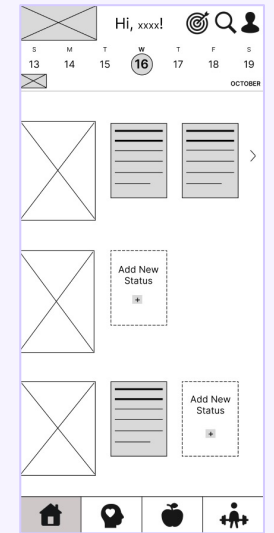 Hi, xxxx!
S M T W T F S
13 14 15 16 17 18 19
OCTOBER
Add New
Status
+
Add New
Status
+